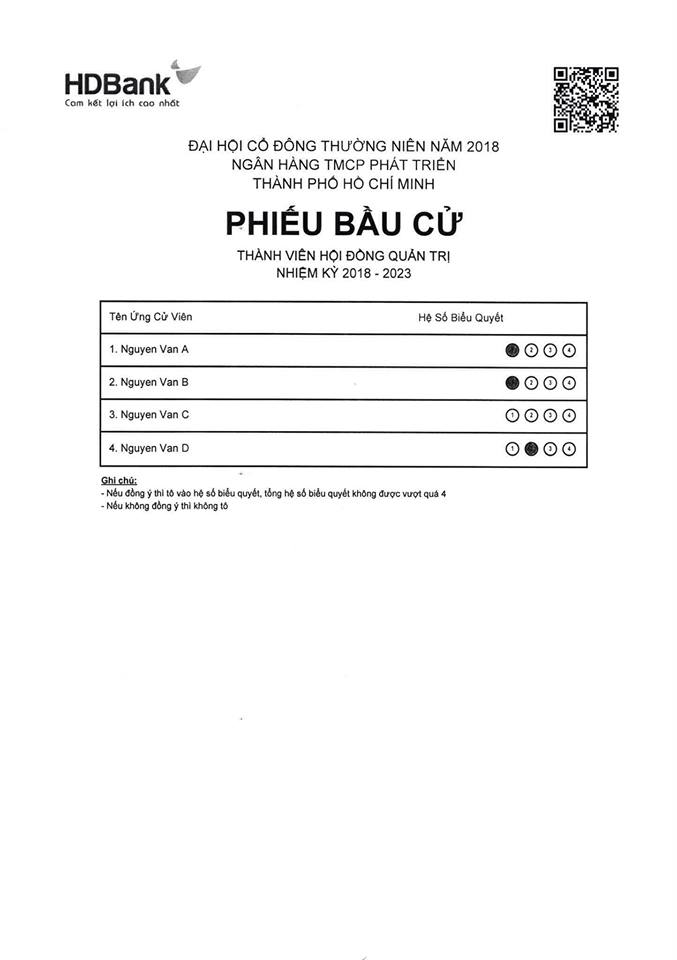 HDBank
Cam kết lợi ích cao nhất
ĐẠI HỘI CỔ ĐÔNG THƯỜNG NIÊN NĂM 2018
NGÂN HÀNG TMCP PHÁT TRIỂN
THÀNH PHỐ HỒ CHÍ MINH
PHIẾU BẦU CỬ
THÀNH VIÊN HỘI ĐỒNG QUẢN TRỊ
NHIỆM KỲ 2018 - 2023
Tên Ứng Cử Viên Hệ Số Biểu Quyết
1. Nguyen Van A 2 3 4
2. Nguyen Van B 2 3 4
3. Nguyen Van C 1 2 3 4
4. Nguyen Van D 1 3 4
Ghi chú:
- Nếu đồng ý thì tô vào hệ số biểu quyết, tổng hệ số biểu quyết không được vượt quá 4
- Nếu không đồng ý thì không tô